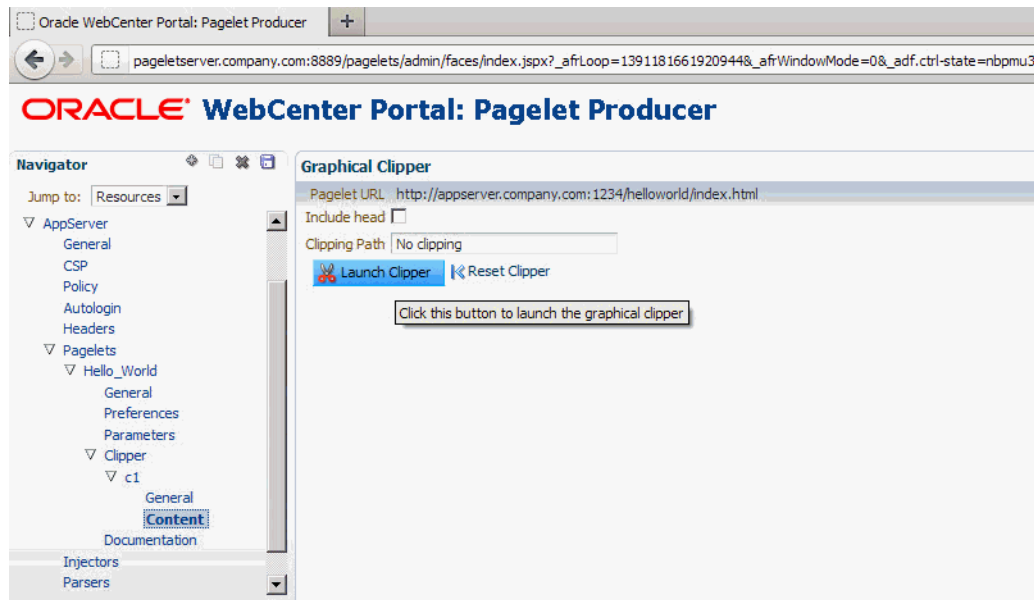 Oracle WebCenter Portal: Pagelet Producer
pageletserver.company.com:8889/pagelets/admin/faces/index.jspx?_afrLoop=1391181661920944&_afrWindowMode=0&_adf.ctrl-state=nbpmu3
ORACLE WebCenter Portal: Pagelet Producer
Navigator
Jump to: Resources
AppServer
General
CSP
Policy
Autologin
Headers
Pagelets
Hello_World
General
Preferences
Parameters
Clipper
c1
General
Content
Documentation
Injectors
Parsers
Graphical Clipper
Pagelet URL http://appserver.company.com:1234/helloworld/index.html
Include head
Clipping Path No clipping
Launch Clipper Reset Clipper
Click this button to launch the graphical clipper